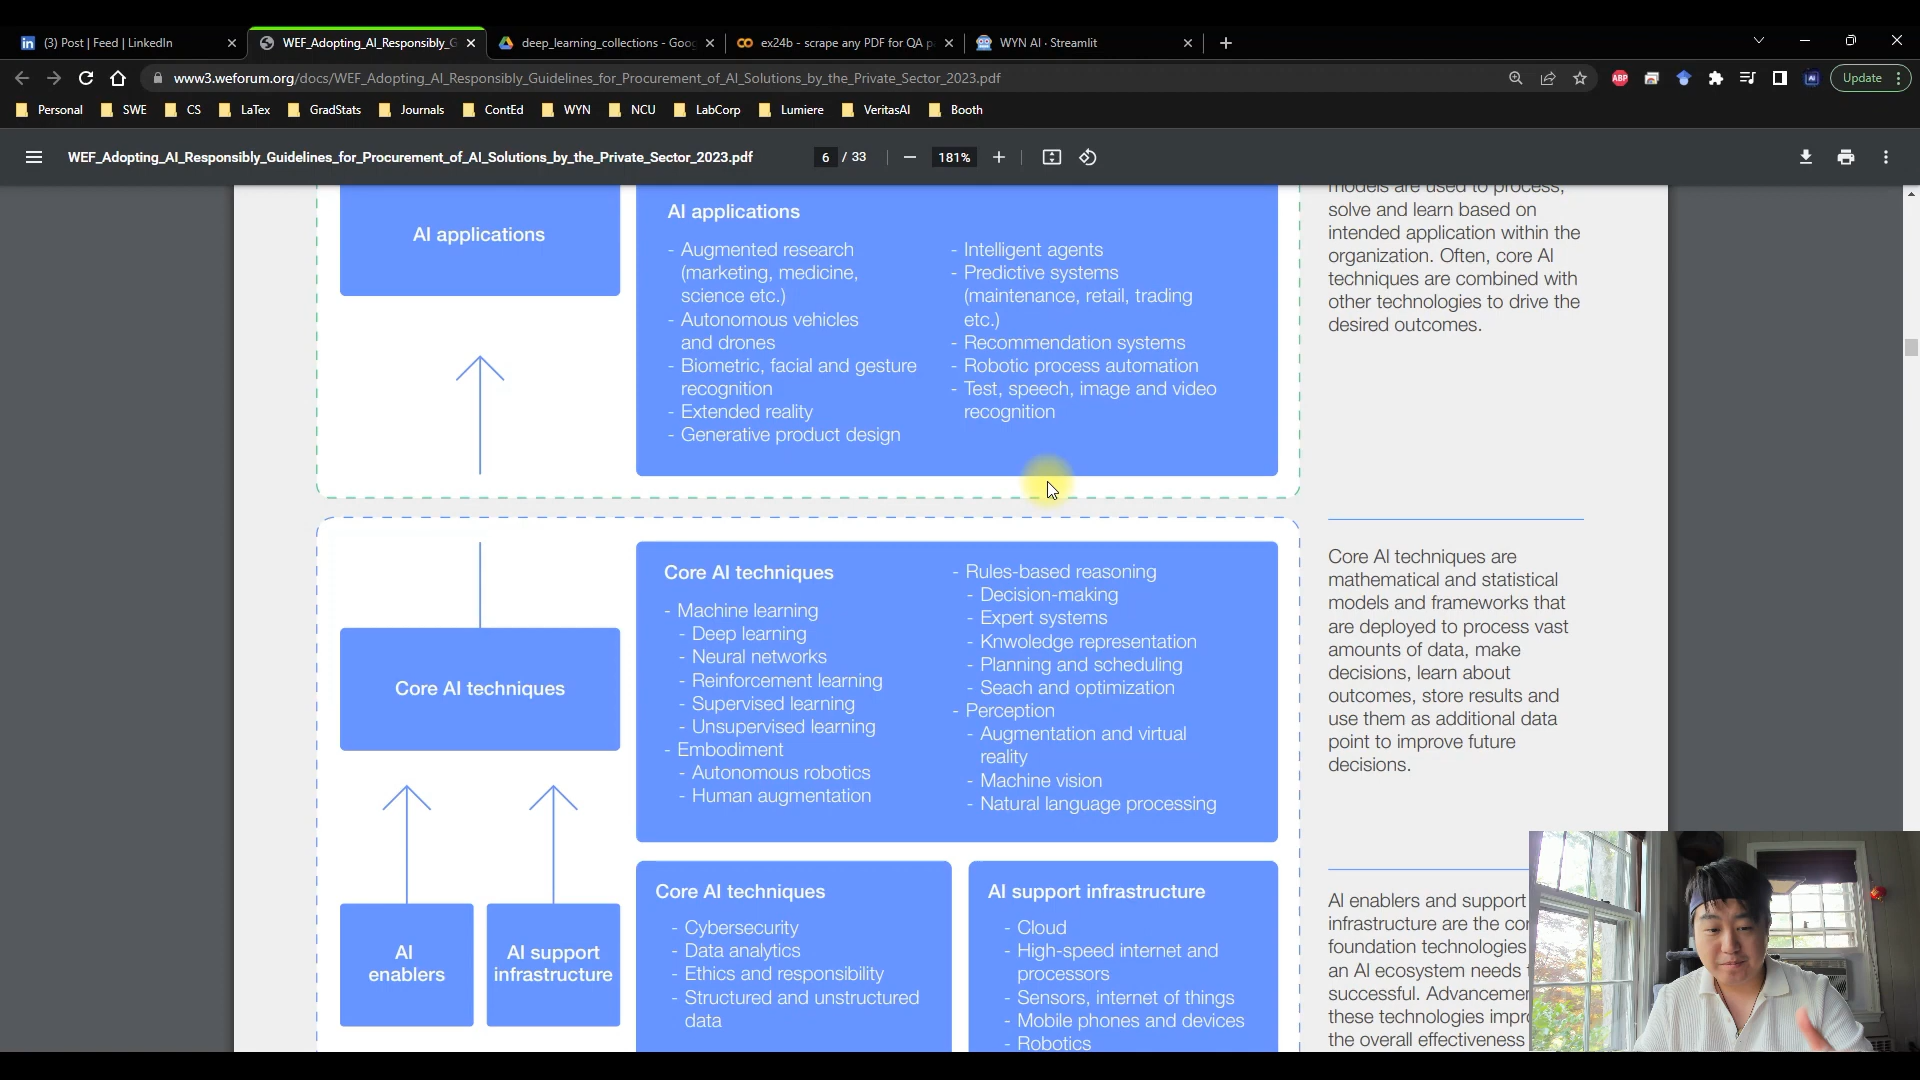 (3) Post | Feed | LinkedIn
WEF_Adopting_AI_Responsibly_G
deep_learning_collections - Goo
ex24b - scrape any PDF for QA p
WYN AI · Streamlit
www3.weforum.org/docs/WEF_Adopting_AI_Responsibly_Guidelines_for_Procurement_of_AI_Solutions_by_the_Private_Sector_2023.pdf
ABP
Update
Personal SWE CS LaTex GradStats Journals ContEd WYN NCU LabCorp Lumiere VeritasAI Booth
WEF_Adopting_AI_Responsibly_Guidelines_for_Procurement_of_AI_Solutions_by_the_Private_Sector_2023.pdf
6 / 33
181%
AI applications
AI applications
- Augmented research
(marketing, medicine,
science etc.)
- Autonomous vehicles
and drones
- Biometric, facial and gesture
recognition
- Extended reality
- Generative product design
- Intelligent agents
- Predictive systems
(maintenance, retail, trading
etc.)
- Recommendation systems
- Robotic process automation
- Test, speech, image and video
recognition
models are used to process,
solve and learn based on
intended application within the
organization. Often, core AI
techniques are combined with
other technologies to drive the
desired outcomes.
Core AI techniques
Core AI techniques
- Machine learning
- Deep learning
- Neural networks
- Reinforcement learning
- Supervised learning
- Unsupervised learning
- Embodiment
- Autonomous robotics
- Human augmentation
- Rules-based reasoning
- Decision-making
- Expert systems
- Knwoledge representation
- Planning and scheduling
- Seach and optimization
- Perception
- Augmentation and virtual
reality
- Machine vision
- Natural language processing
Core AI techniques are
mathematical and statistical
models and frameworks that
are deployed to process vast
amounts of data, make
decisions, learn about
outcomes, store results and
use them as additional data
point to improve future
decisions.
AI
enablers
AI support
infrastructure
Core AI techniques
- Cybersecurity
- Data analytics
- Ethics and responsibility
- Structured and unstructured
data
AI support infrastructure
- Cloud
- High-speed internet and
processors
- Sensors, internet of things
- Mobile phones and devices
- Robotics
AI enablers and support
infrastructure are the cor
foundation technologies
an AI ecosystem needs
successful. Advancemen
these technologies impr
the overall effectiveness